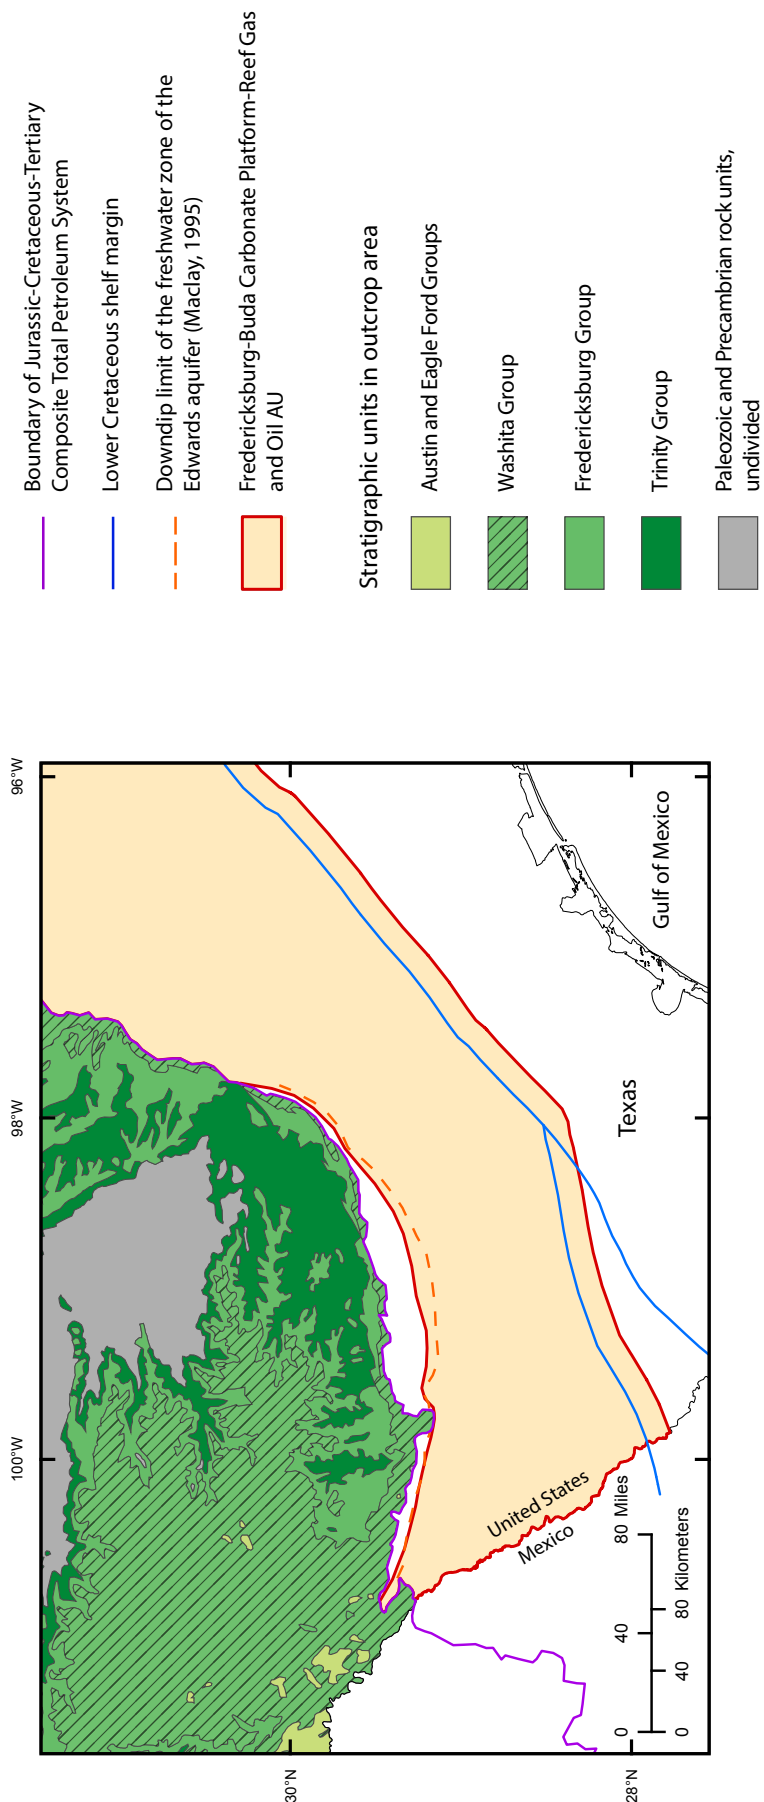 Boundary of Jurassic-Cretaceous-Tertiary
Composite Total Petroleum System
Lower Cretaceous shelf margin
Downdip limit of the freshwater zone of the
Edwards aquifer (Maclay, 1995)
Fredericksburg-Buda Carbonate Platform-Reef Gas
and Oil AU
Stratigraphic units in outcrop area
Austin and Eagle Ford Groups
Washita Group
Fredericksburg Group
Trinity Group
Paleozoic and Precambrian rock units,
undivided
100°W
98°W
96°W
30°N
28°N
United States
Mexico
Texas
Gulf of Mexico
0 40 80 Miles
0 40 80 Kilometers